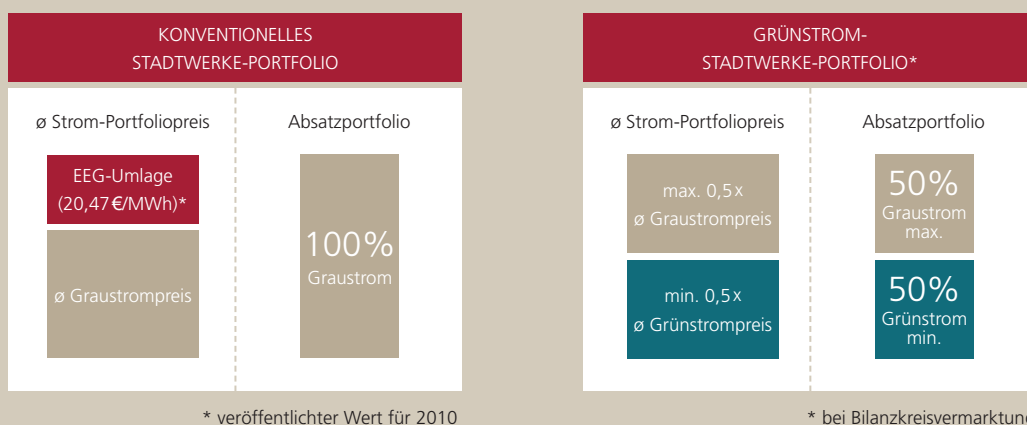 KONVENTIONELLES
STADTWERKE-PORTFOLIO
ø Strom-Portfoliopreis
Absatzportfolio
EEG-Umlage
(20,47 €/MWh)*
ø Graustrompreis
100%
Graustrom
* veröffentlichter Wert für 2010
GRÜNSTROM-
STADTWERKE-PORTFOLIO*
ø Strom-Portfoliopreis
Absatzportfolio
max. 0,5x
ø Graustrompreis
min. 0,5x
ø Grünstrompreis
50%
Graustrom
max.
50%
Grünstrom
min.
* bei Bilanzkreisvermarktung